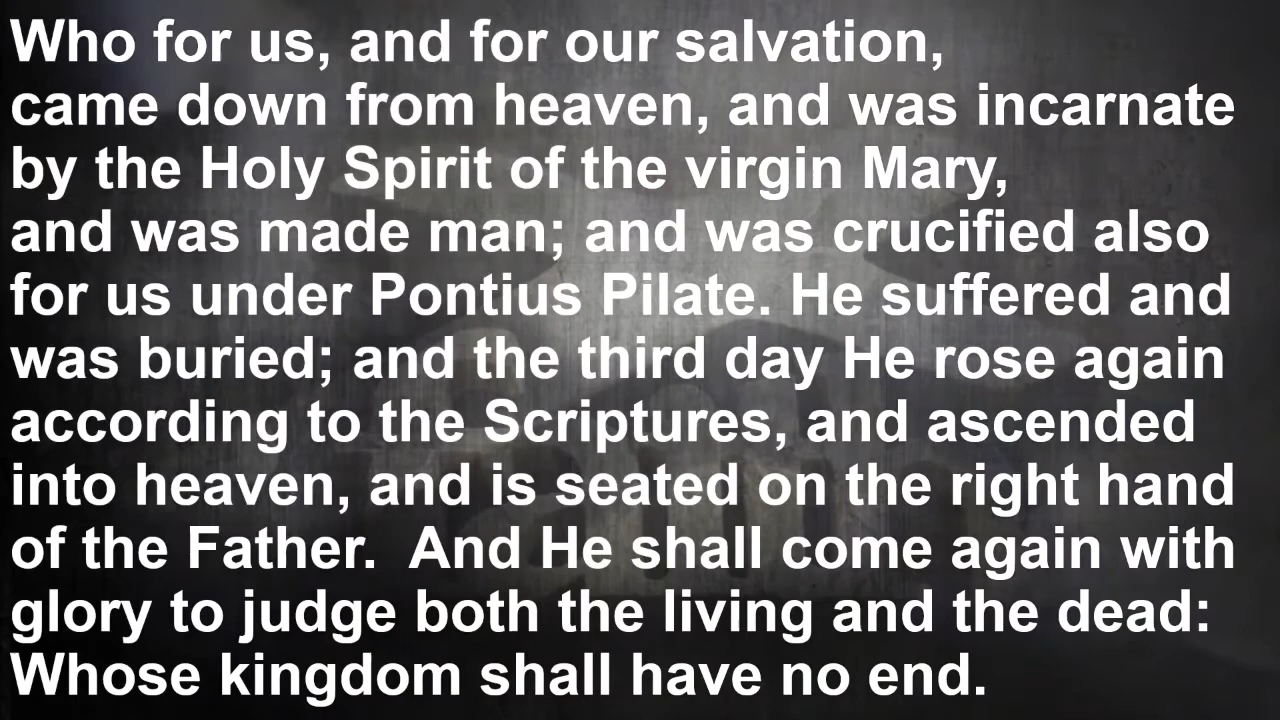 Who for us, and for our salvation,
came down from heaven, and was incarnate
by the Holy Spirit of the virgin Mary,
and was made man; and was crucified also
for us under Pontius Pilate. He suffered and
was buried; and the third day He rose again
according to the Scriptures, and ascended
into heaven, and is seated on the right hand
of the Father.  And He shall come again with
glory to judge both the living and the dead:
Whose kingdom shall have no end.